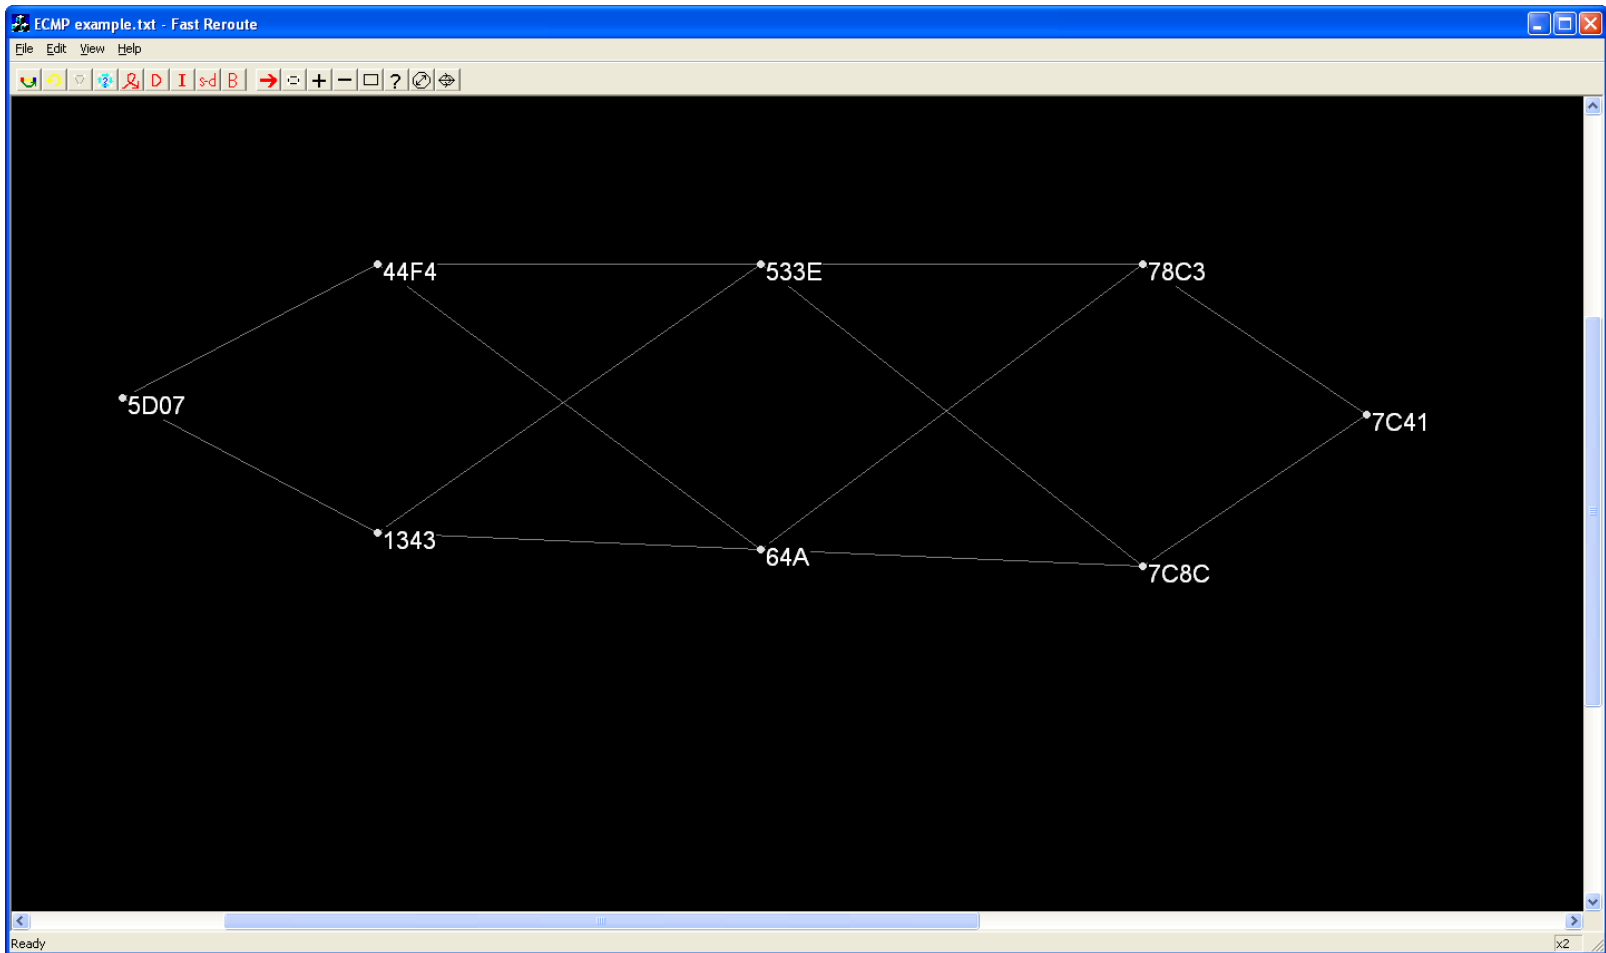 ECMP example.txt - Fast Reroute
File Edit View Help
D I s-d B ?
44F4 533E 78C3
5D07
7C41
1343
64A
7C8C
Ready x2